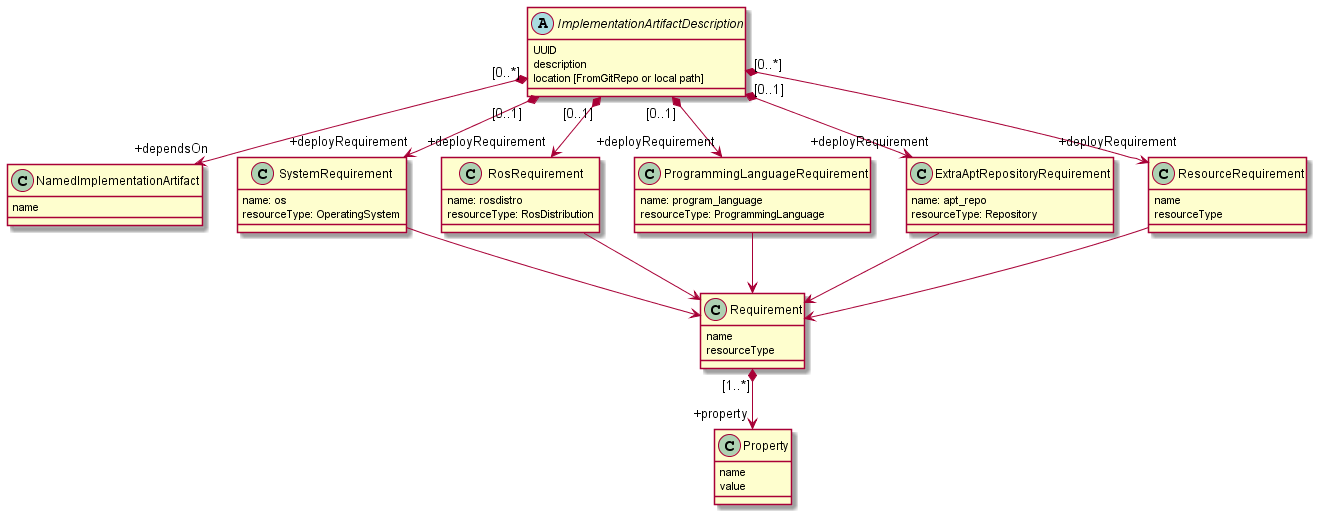 A ImplementationArtifactDescription
UUID
description
location [FromGitRepo or local path]
[0..*]
[0..1]
[0..1]
[0..1]
[0..1]
[0..*]
+dependsOn
+deployRequirement
+deployRequirement
+deployRequirement
+deployRequirement
+deployRequirement
C NamedImplementationArtifact
name
C SystemRequirement
name: os
resourceType: OperatingSystem
C RosRequirement
name: rosdistro
resourceType: RosDistribution
C ProgrammingLanguageRequirement
name: program_language
resourceType: ProgrammingLanguage
C ExtraAptRepositoryRequirement
name: apt_repo
resourceType: Repository
C ResourceRequirement
name
resourceType
C Requirement
name
resourceType
[1..*]
+property
C Property
name
value